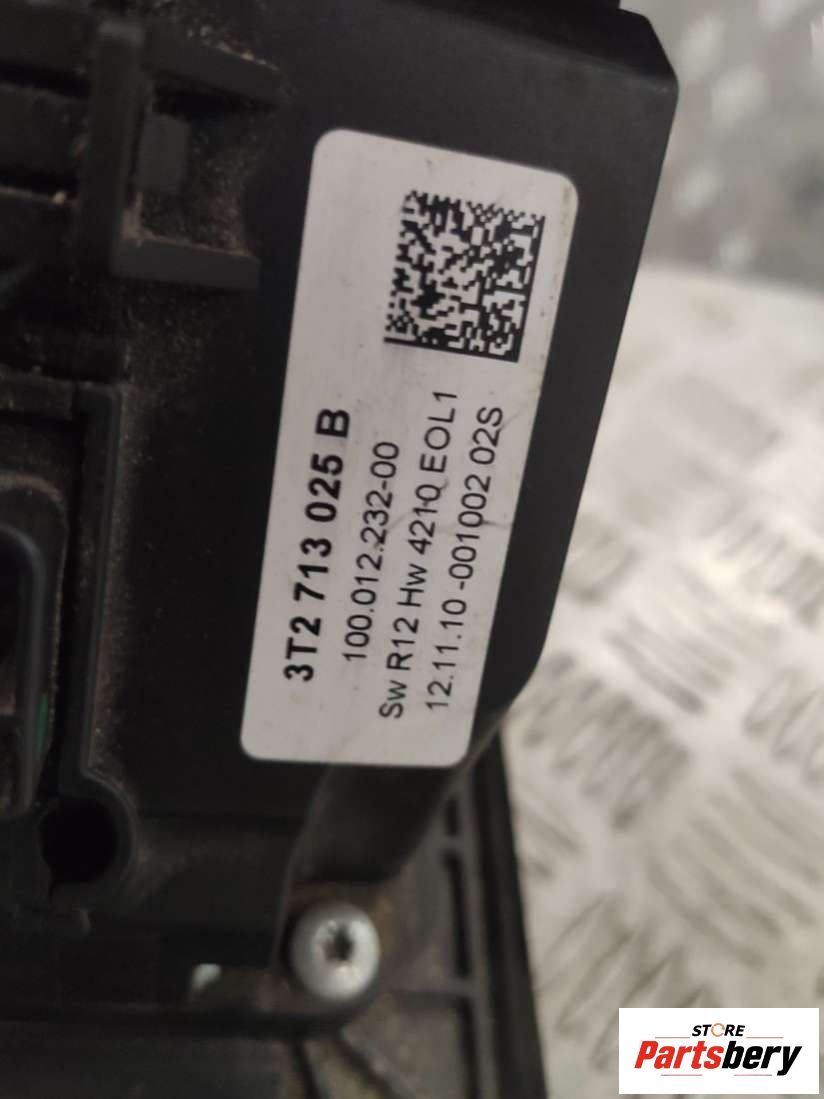 3T2 713 025 B
100.012.232-00
Sw R12 Hw 4210 EOL1
12.11.10 -001002 02S
STORE
Partsbery